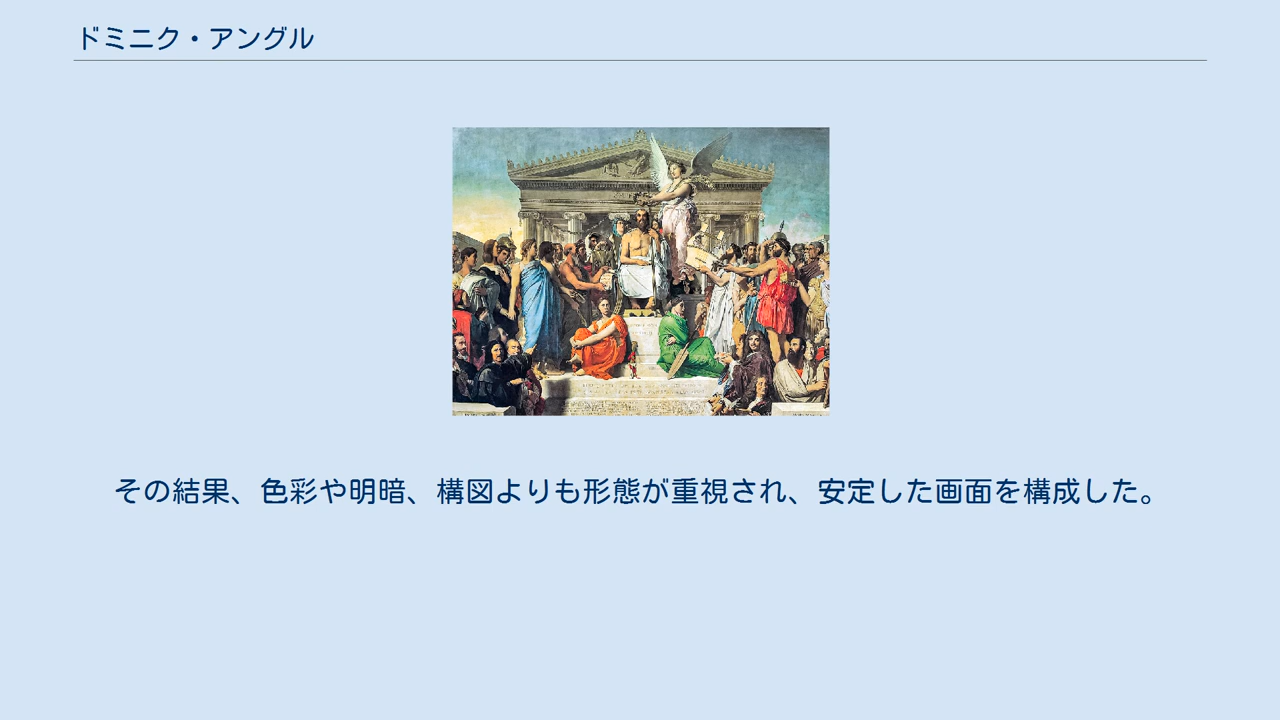 ドミニク・アングル
その結果、色彩や明暗、構図よりも形態が重視され、安定した画面を構成した。